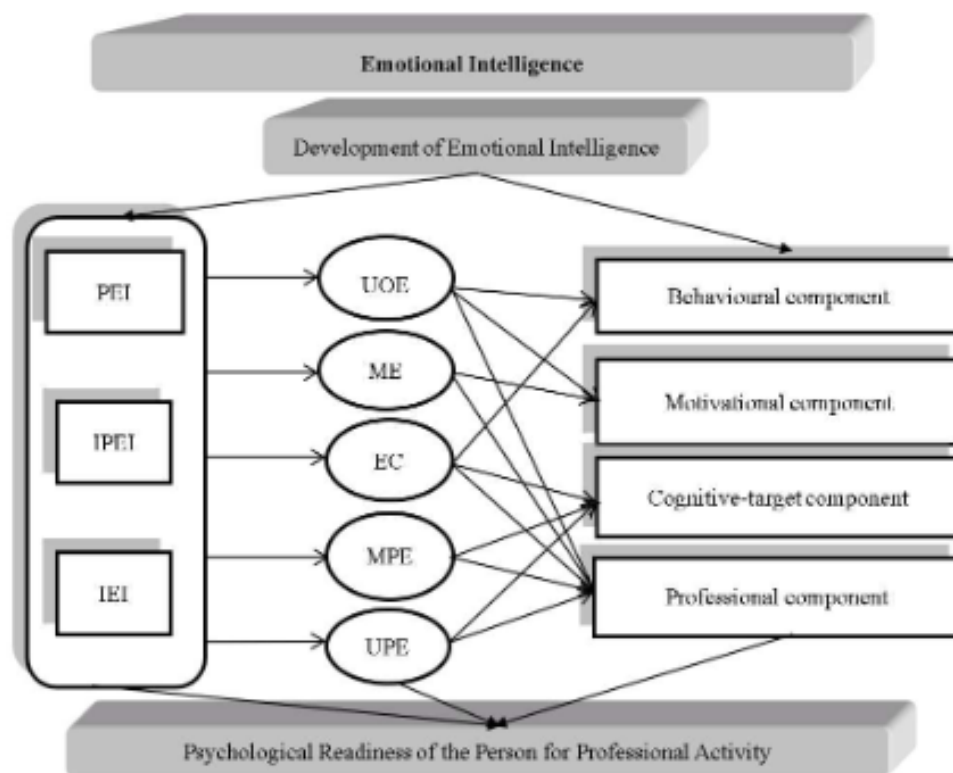 Emotional Intelligence
Development of Emotional Intelligence
PEI
IPEI
IEI
UOE
ME
EC
MPE
UPE
Behavioural component
Motivational component
Cognitive-target component
Professional component
Psychological Readiness of the Person for Professional Activity